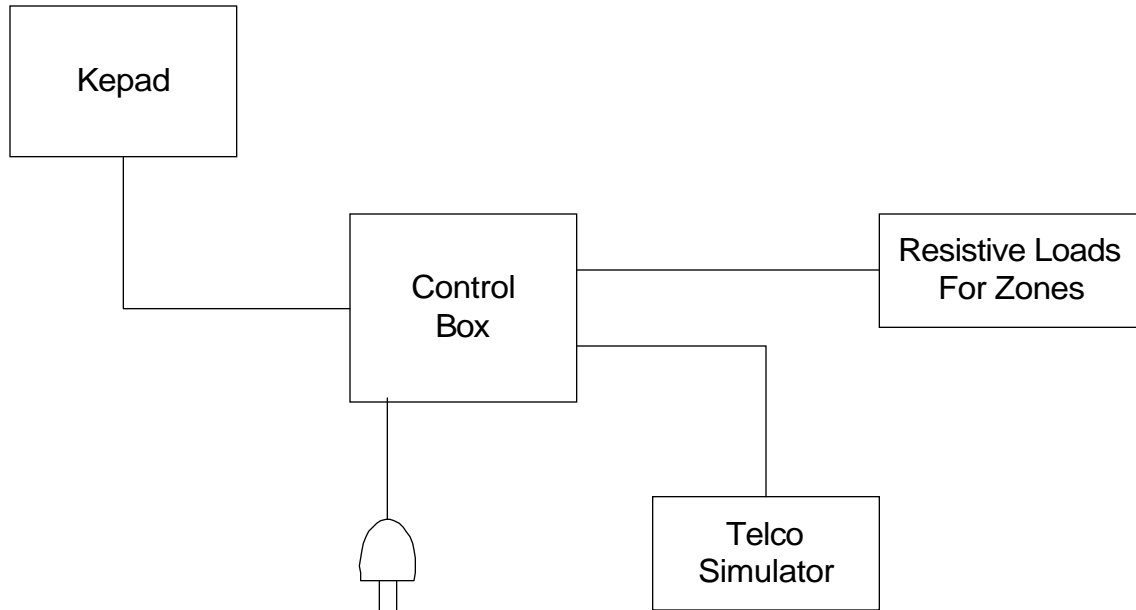 Kepad
Control
Box
Resistive Loads
For Zones
Telco
Simulator